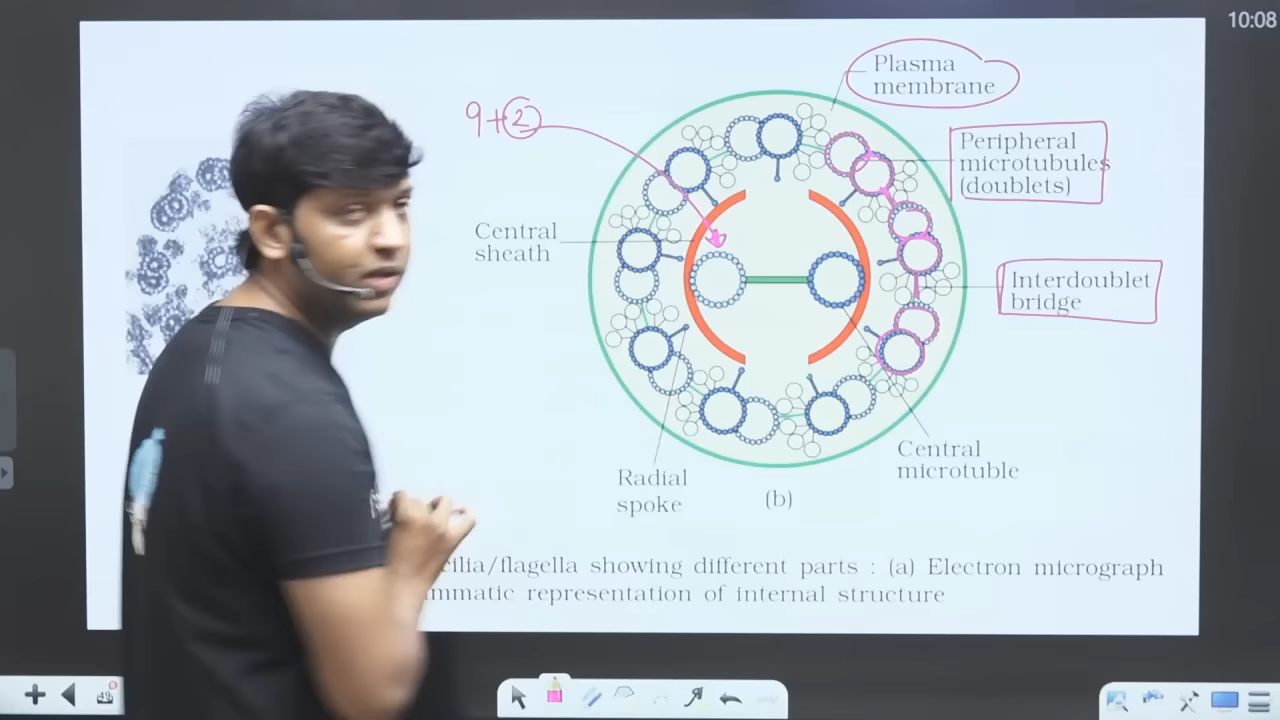 10:08
9+2
Plasma
membrane
Peripheral
microtubules
(doublets)
Central
sheath
Interdoublet
bridge
Central
microtuble
Radial
spoke
(b)
cilia/flagella showing different parts : (a) Electron micrograph
mmatic representation of internal structure
49